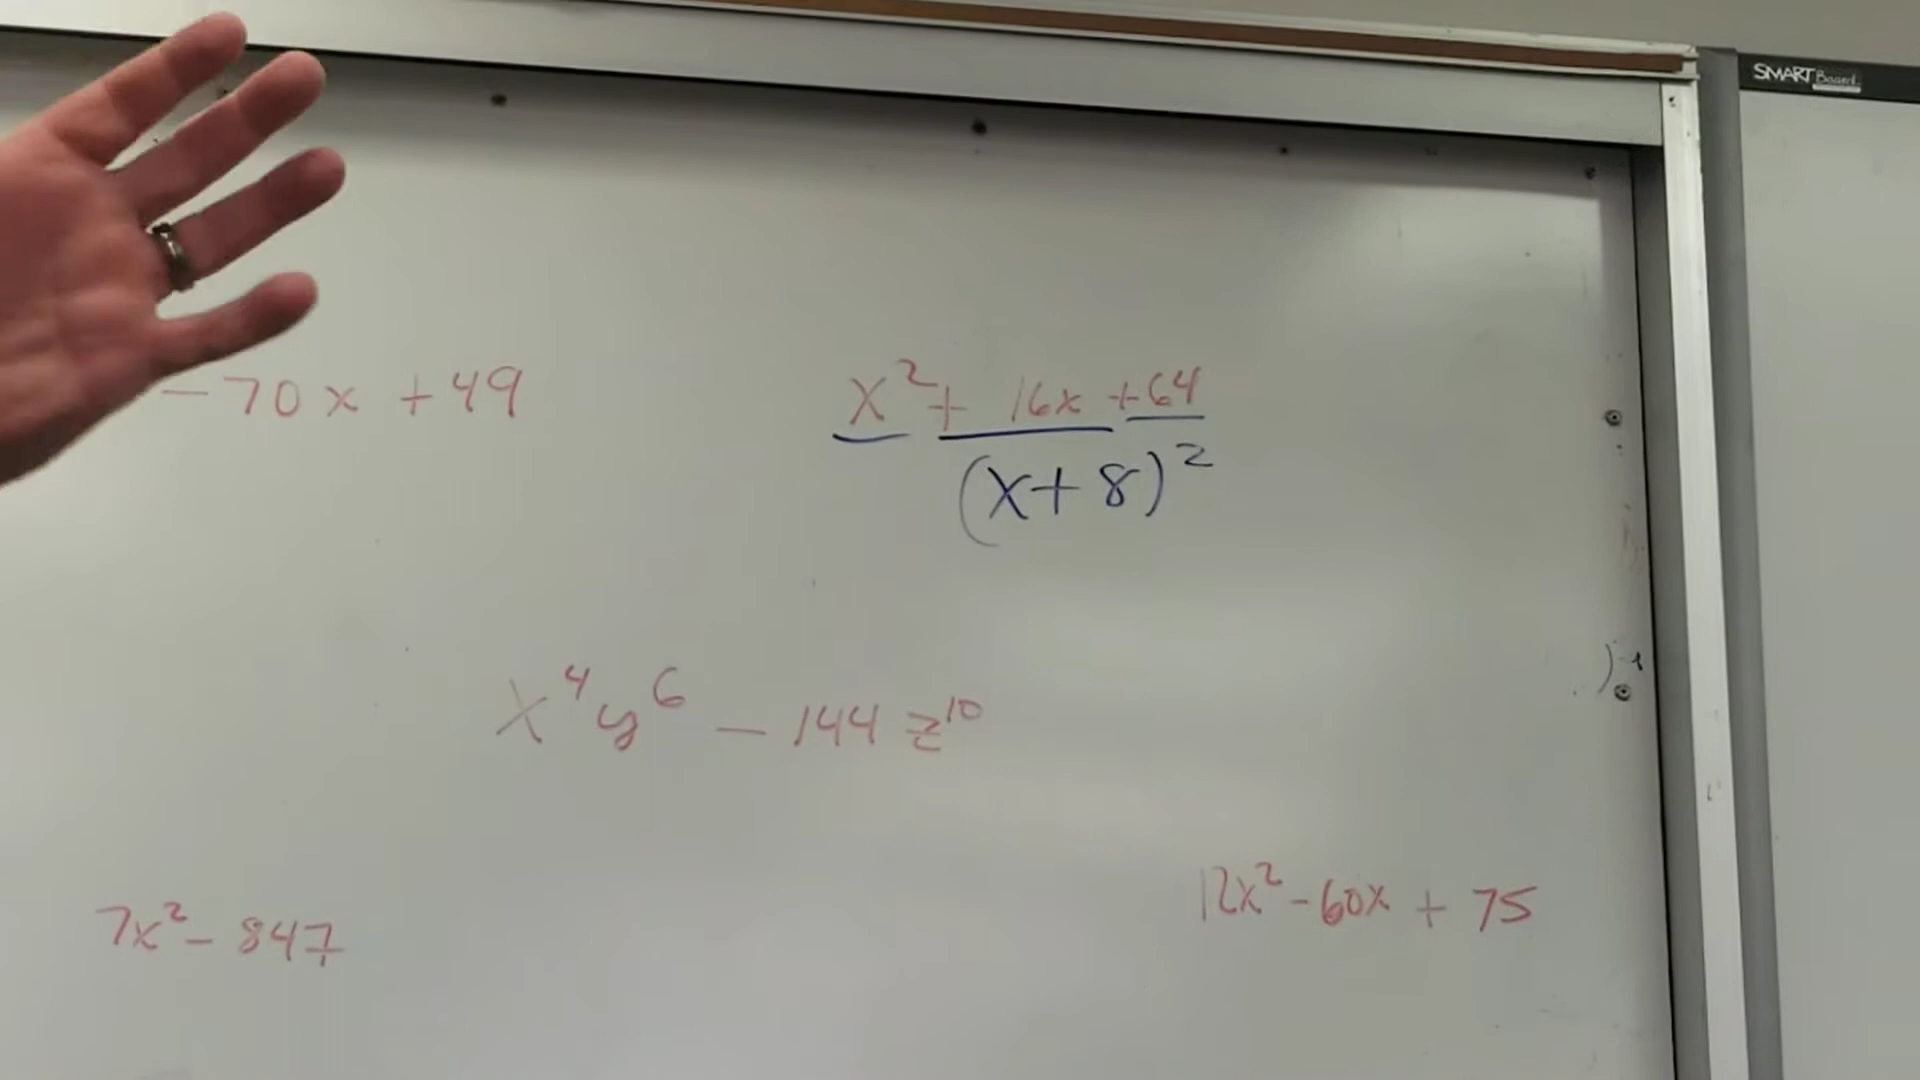 SMART Board
- 70x + 49
x² + 16x + 64
(x + 8)²
x⁴y⁶ - 144z¹⁰
7x² - 847
12x² - 60x + 75